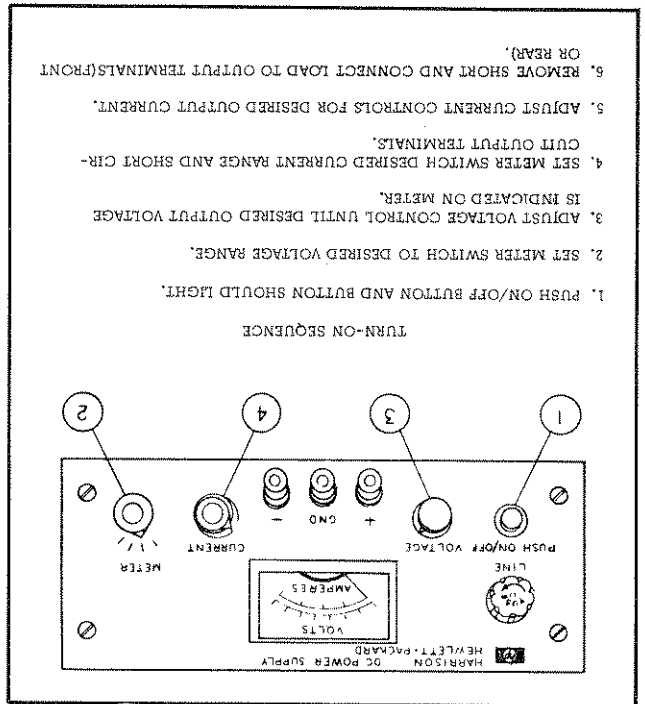 HARRISON DC POWER SUPPLY
HEWLETT • PACKARD
VOLTS
AMPERES
LINE
PUSH ON/OFF
VOLTAGE
+ GND -
CURRENT
METER
1 3 4 2
TURN-ON SEQUENCE
1. PUSH ON/OFF BUTTON AND BUTTON SHOULD LIGHT.
2. SET METER SWITCH TO DESIRED VOLTAGE RANGE.
3. ADJUST VOLTAGE CONTROL UNTIL DESIRED OUTPUT VOLTAGE
IS INDICATED ON METER.
4. SET METER SWITCH DESIRED CURRENT RANGE AND SHORT CIR-
CUIT OUTPUT TERMINALS.
5. ADJUST CURRENT CONTROLS FOR DESIRED OUTPUT CURRENT.
6. REMOVE SHORT AND CONNECT LOAD TO OUTPUT TERMINALS(FRONT
OR REAR).